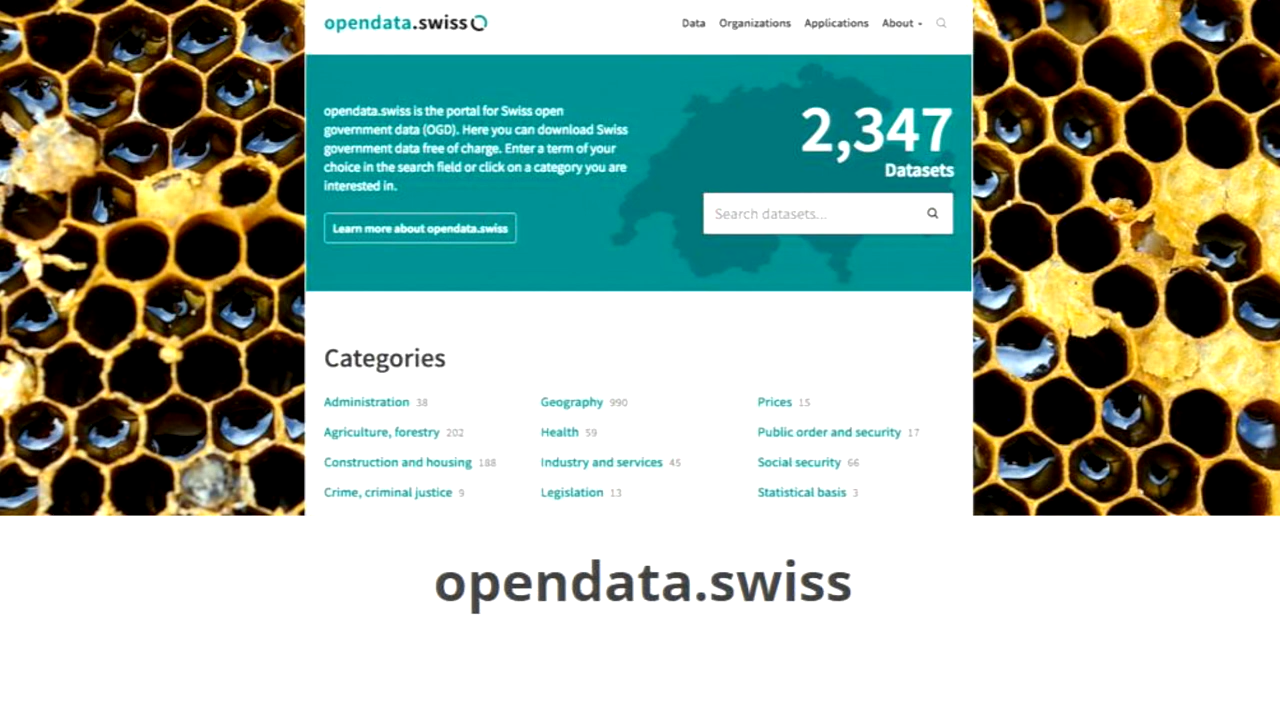 opendata.swiss
Data Organizations Applications About
opendata.swiss is the portal for Swiss open
government data (OGD). Here you can download Swiss
government data free of charge. Enter a term of your
choice in the search field or click on a category you are
interested in.
Learn more about opendata.swiss
2,347
Datasets
Search datasets...
Categories
Administration 38
Geography 990
Prices 15
Agriculture, forestry 202
Health 59
Public order and security 17
Construction and housing 188
Industry and services 45
Social security 66
Crime, criminal justice 9
Legislation 13
Statistical basis 3
opendata.swiss